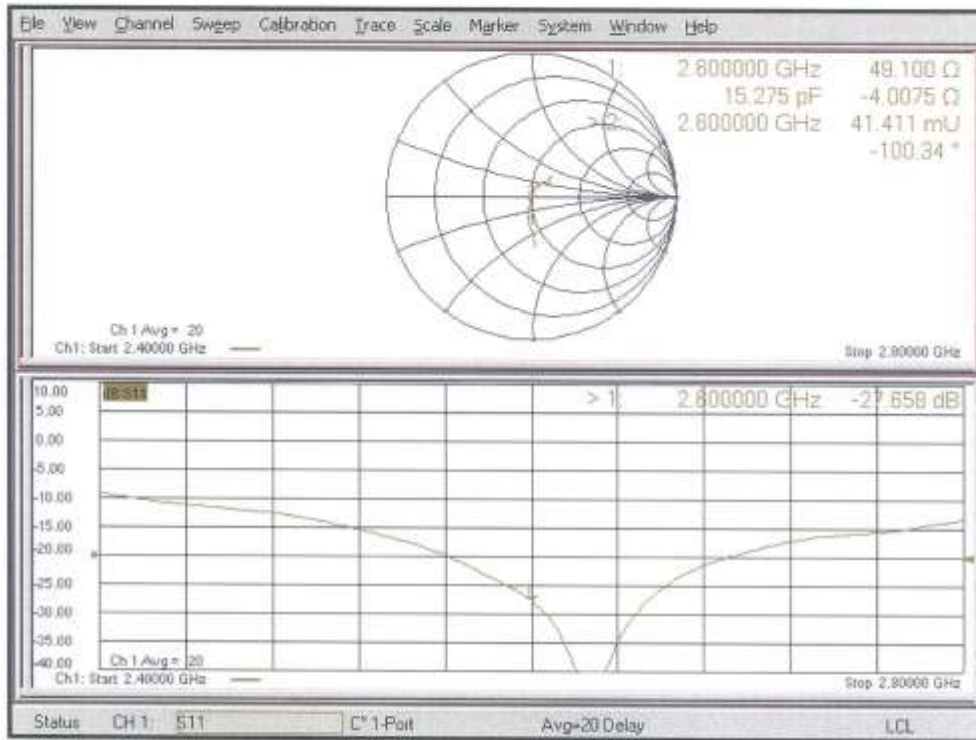 File View Channel Sweep Calibration Trace Scale Marker System Window Help
1: 2.600000 GHz 49.100 Ω
15.275 pF -4.0075 Ω
> 2: 2.600000 GHz 41.411 mU
-100.34 °
Ch 1 Avg = 20
Ch1: Start 2.40000 GHz
Stop 2.80000 GHz
10.00
dB S11
> 1: 2.600000 GHz -27.658 dB
5.00
0.00
-5.00
-10.00
-15.00
-20.00
-25.00
-30.00
-35.00
-40.00
Ch 1 Avg = 20
Ch1: Start 2.40000 GHz
Stop 2.80000 GHz
Status CH 1: S11 C* 1-Port Avg=20 Delay LCL